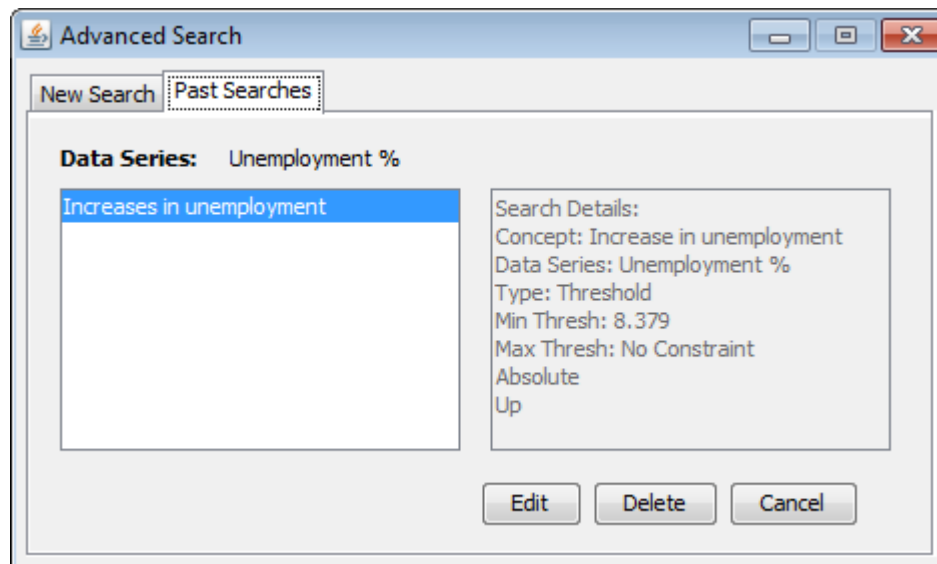 Advanced Search
New Search
Past Searches
Data Series: Unemployment %
Increases in unemployment
Search Details:
Concept: Increase in unemployment
Data Series: Unemployment %
Type: Threshold
Min Thresh: 8.379
Max Thresh: No Constraint
Absolute
Up
Edit
Delete
Cancel